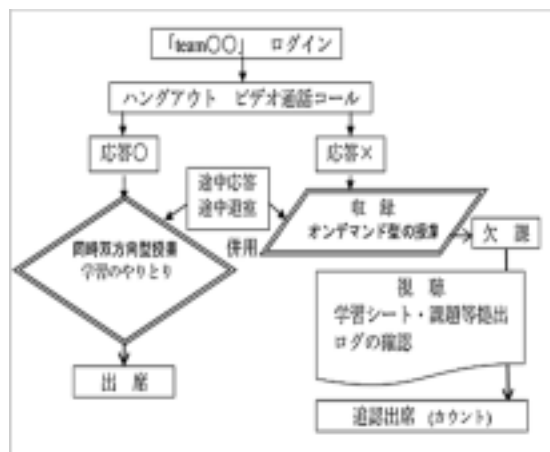 「team〇〇」 ログイン
ハングアウト ビデオ通話コール
応答〇
応答×
途中応答
途中退室
収 録
オンデマンド型の授業
欠 課
同時双方向型授業
学習のやりとり
併用
視 聴
学習シート・課題等提出
ログの確認
出 席
追認出席 (カウント)